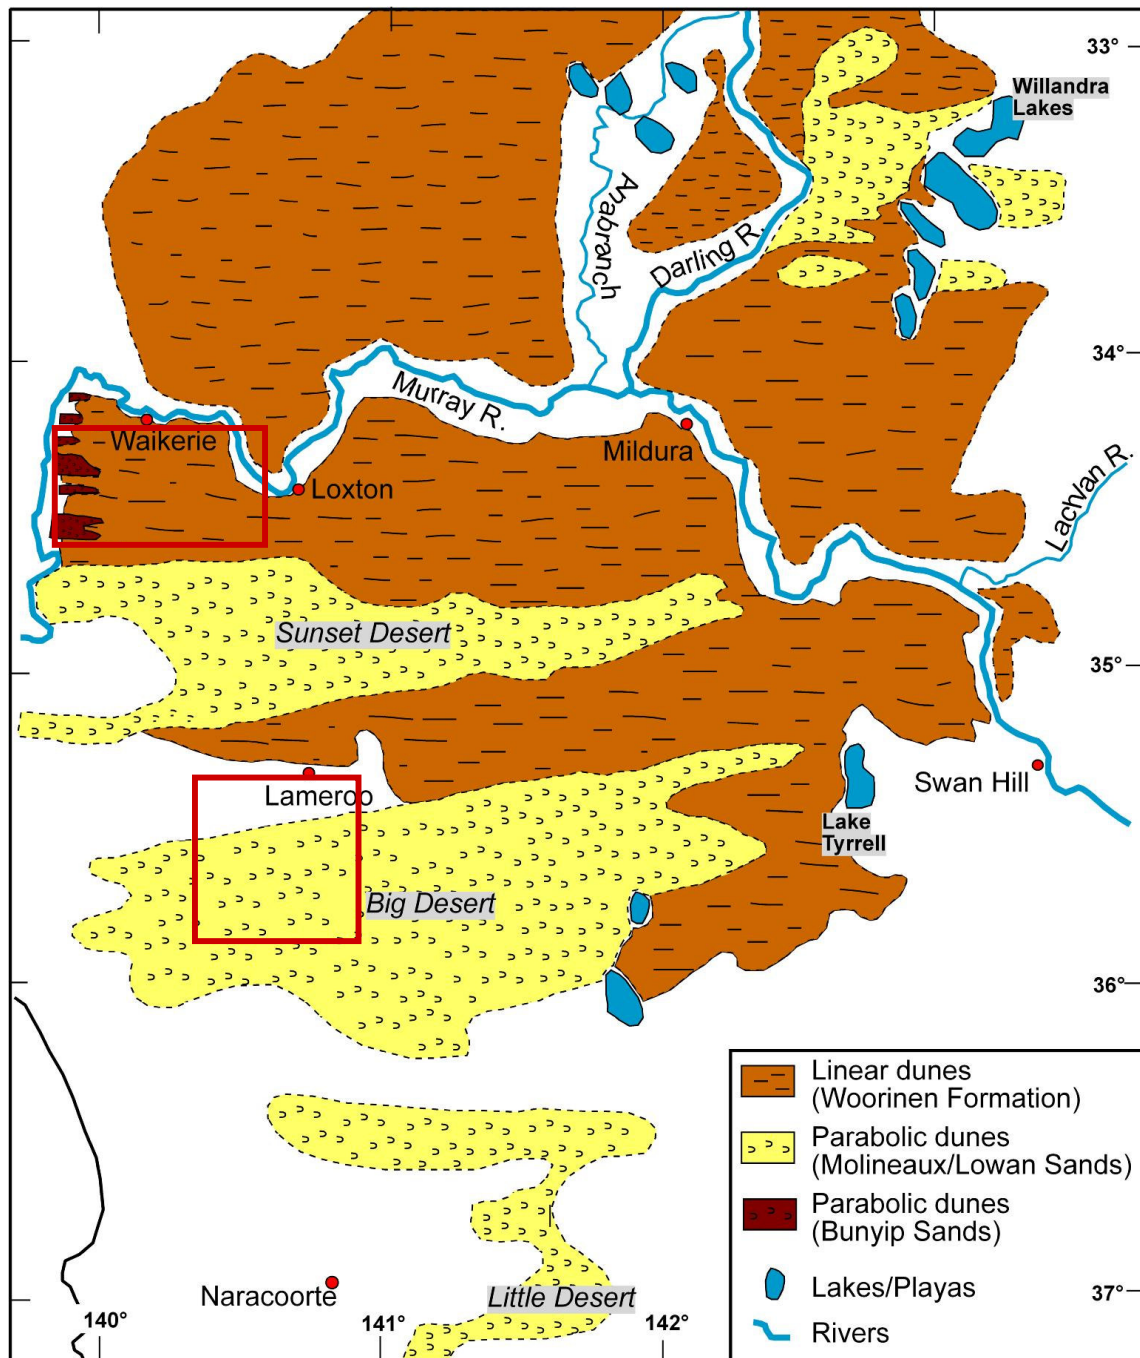 33°
Willandra
Lakes
Anabranch
Darling R.
34°
Murray R.
Waikerie
Mildura
Loxton
Lachlan R.
Sunset Desert
35°
Swan Hill
Lameroo
Lake
Tyrrell
Big Desert
36°
Linear dunes
(Woorinen Formation)
Parabolic dunes
(Molineaux/Lowan Sands)
Parabolic dunes
(Bunyip Sands)
Naracoorte
Little Desert
Lakes/Playas
37°
140°
141°
142°
Rivers